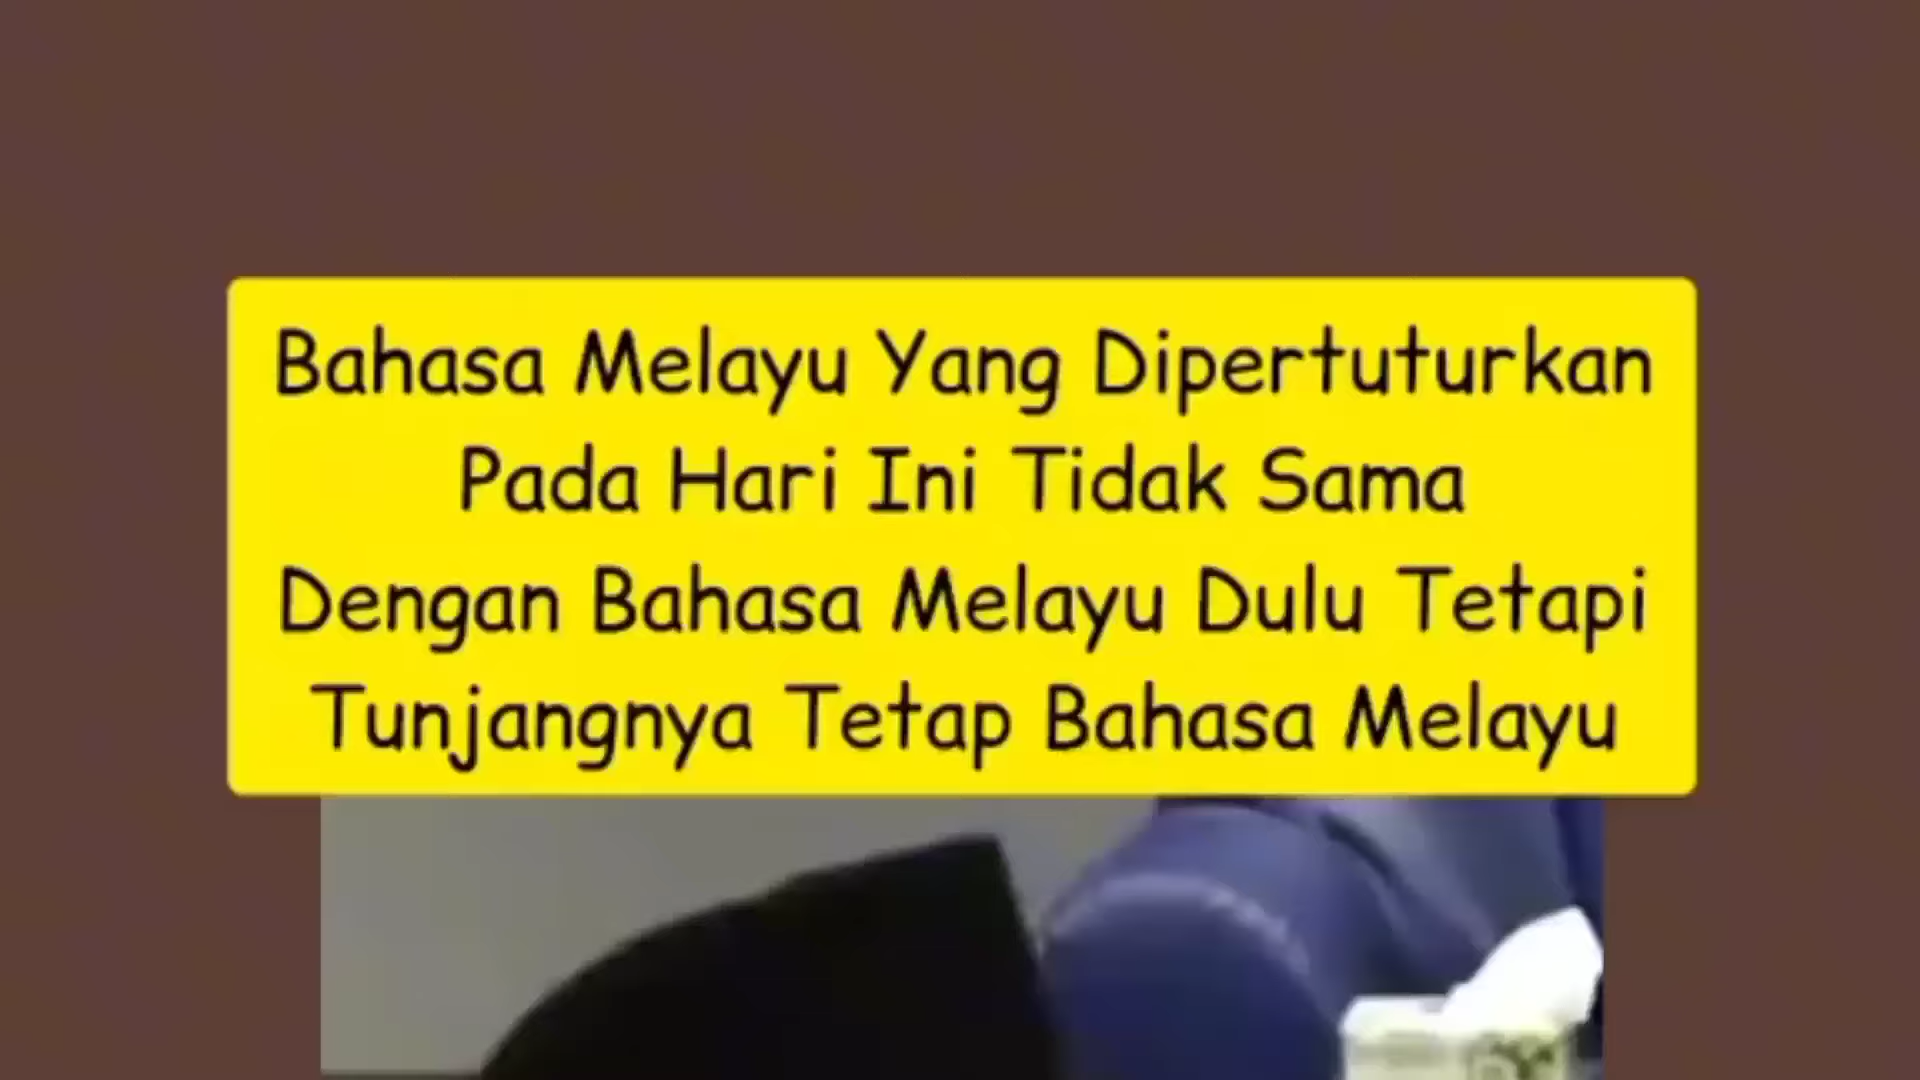 Bahasa Melayu Yang Dipertuturkan
Pada Hari Ini Tidak Sama
Dengan Bahasa Melayu Dulu Tetapi
Tunjangnya Tetap Bahasa Melayu